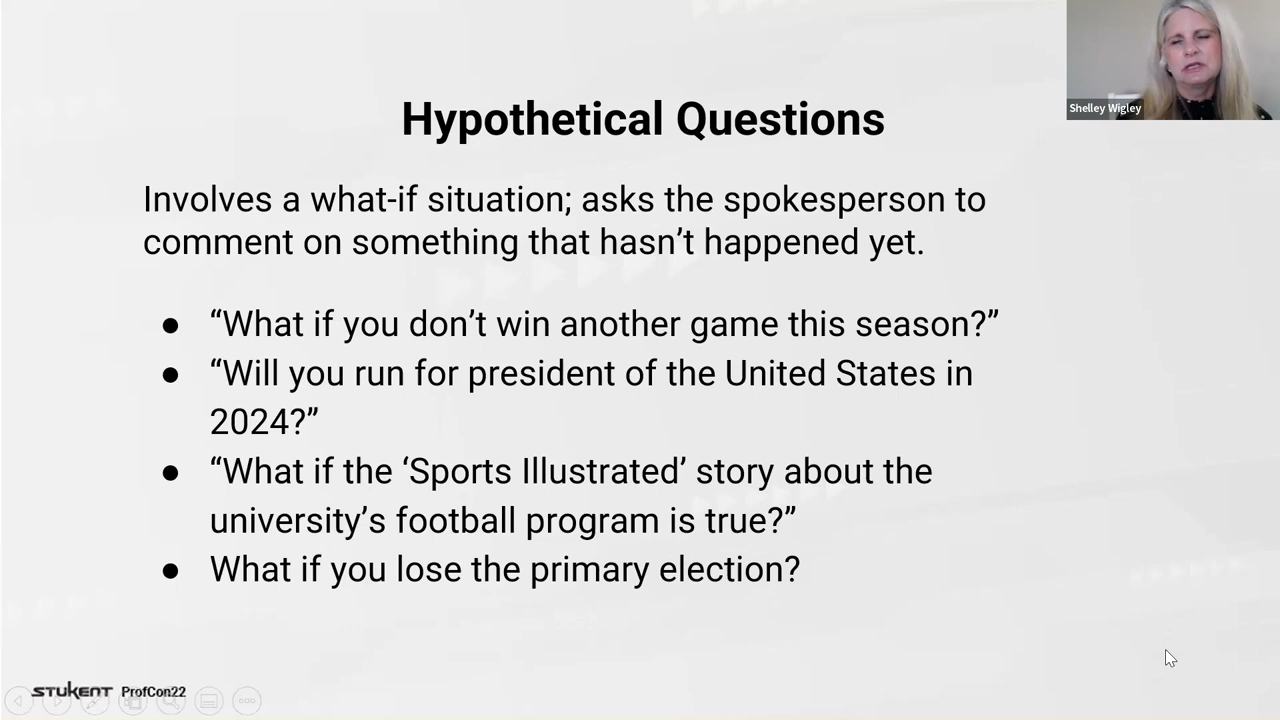 Shelley Wigley
Hypothetical Questions
Involves a what-if situation; asks the spokesperson to
comment on something that hasn’t happened yet.
● “What if you don’t win another game this season?”
● “Will you run for president of the United States in
2024?”
● “What if the ‘Sports Illustrated’ story about the
university’s football program is true?”
● What if you lose the primary election?
STUKENT ProfCon22